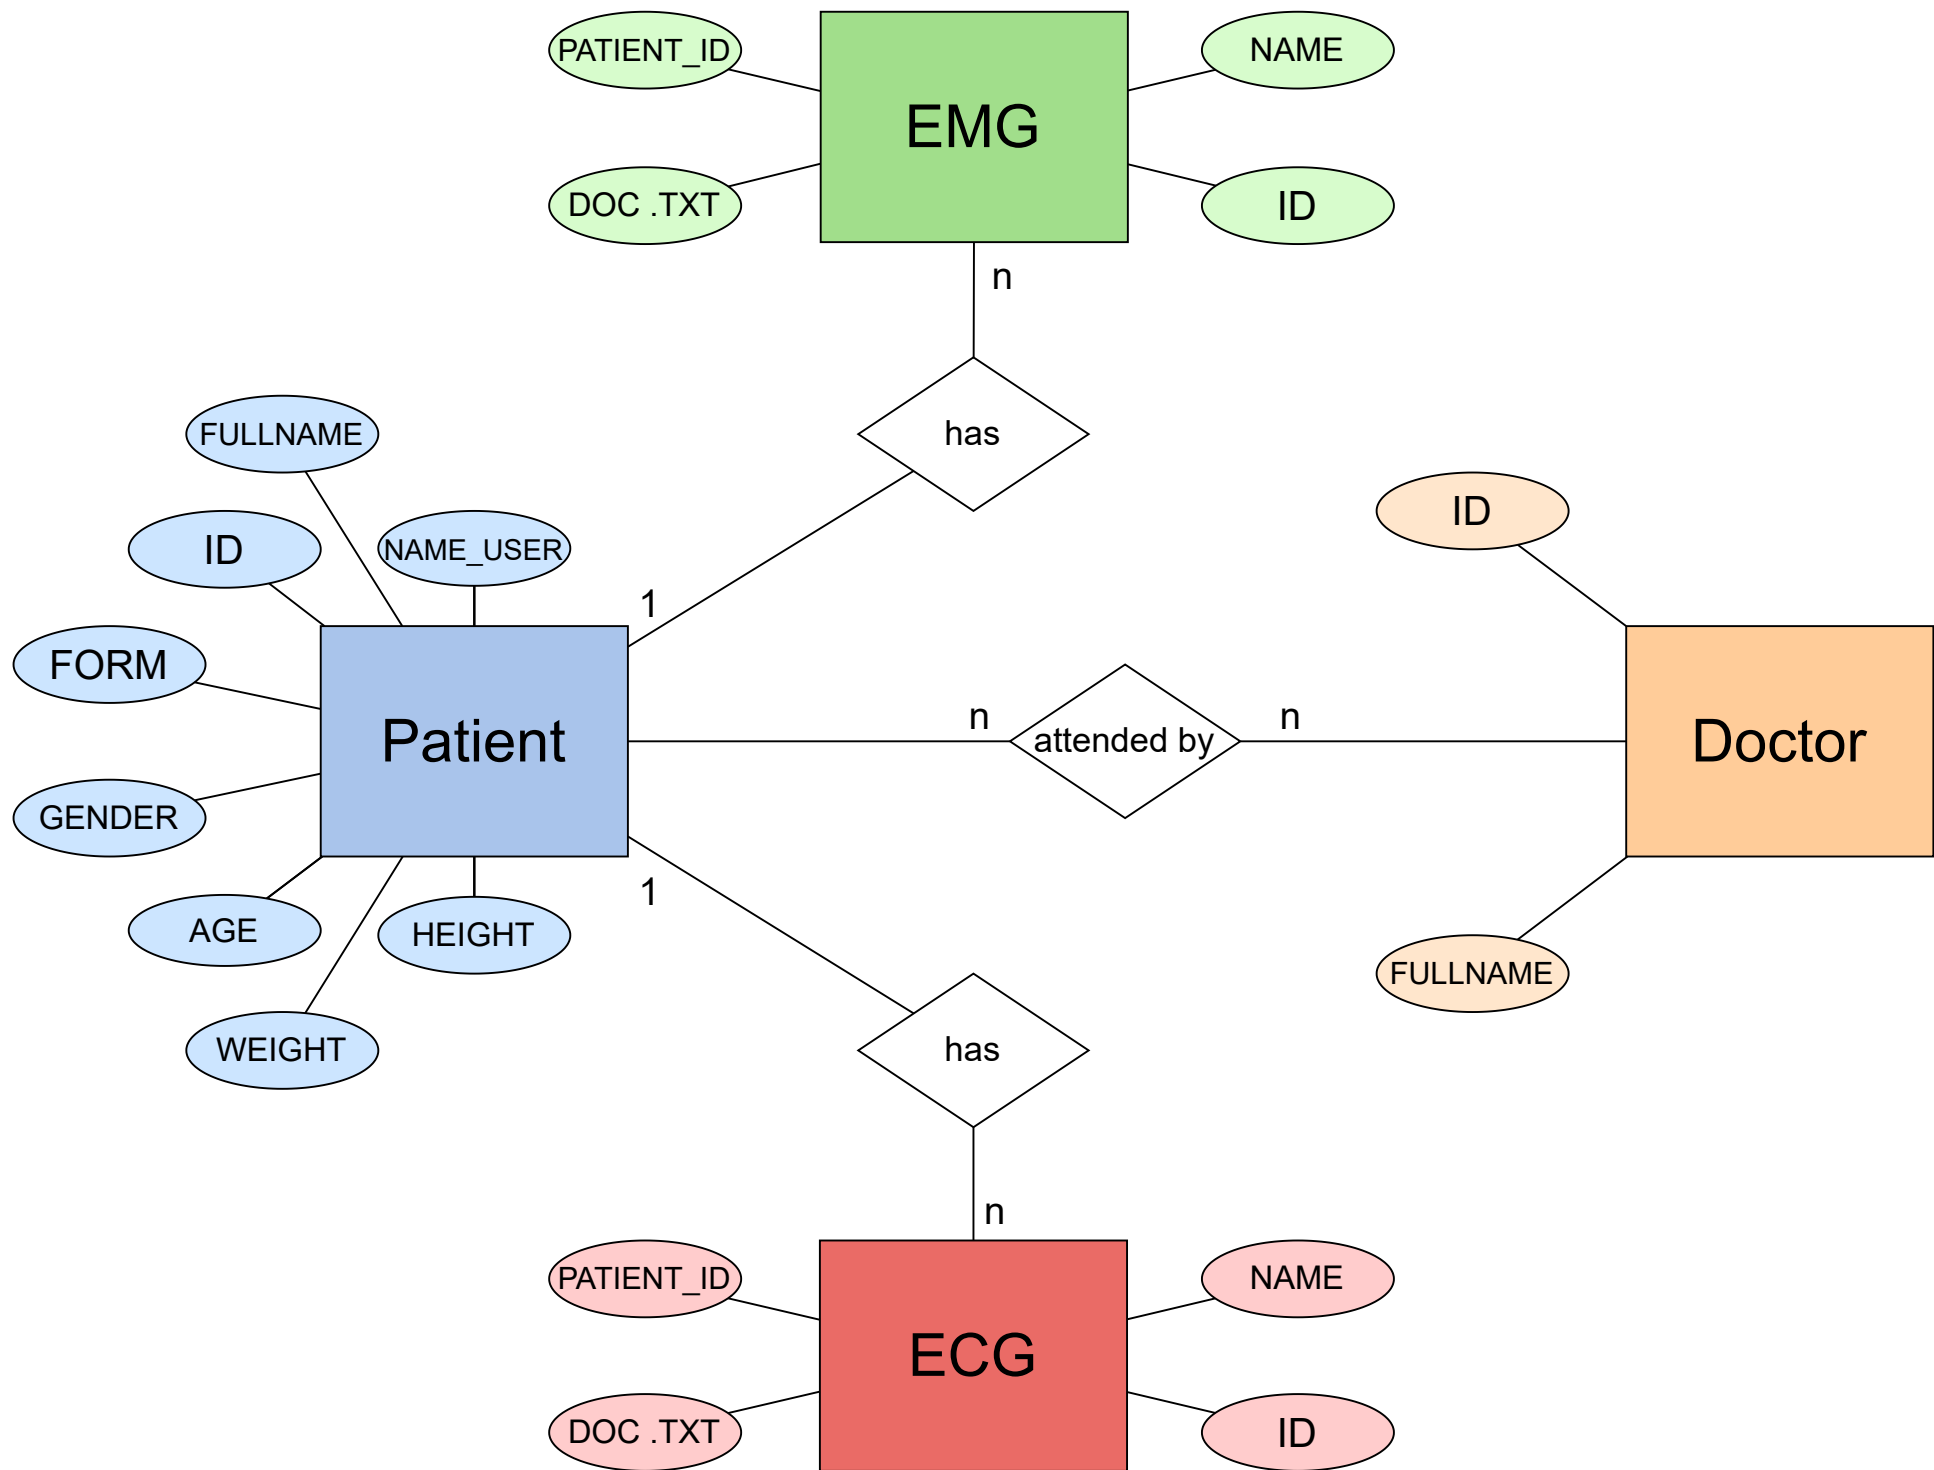 PATIENT_ID
NAME
EMG
DOC .TXT
ID
n
has
FULLNAME
ID
NAME_USER
ID
1
FORM
Patient
n
attended by
n
Doctor
GENDER
1
AGE
HEIGHT
FULLNAME
WEIGHT
has
n
PATIENT_ID
NAME
ECG
DOC .TXT
ID